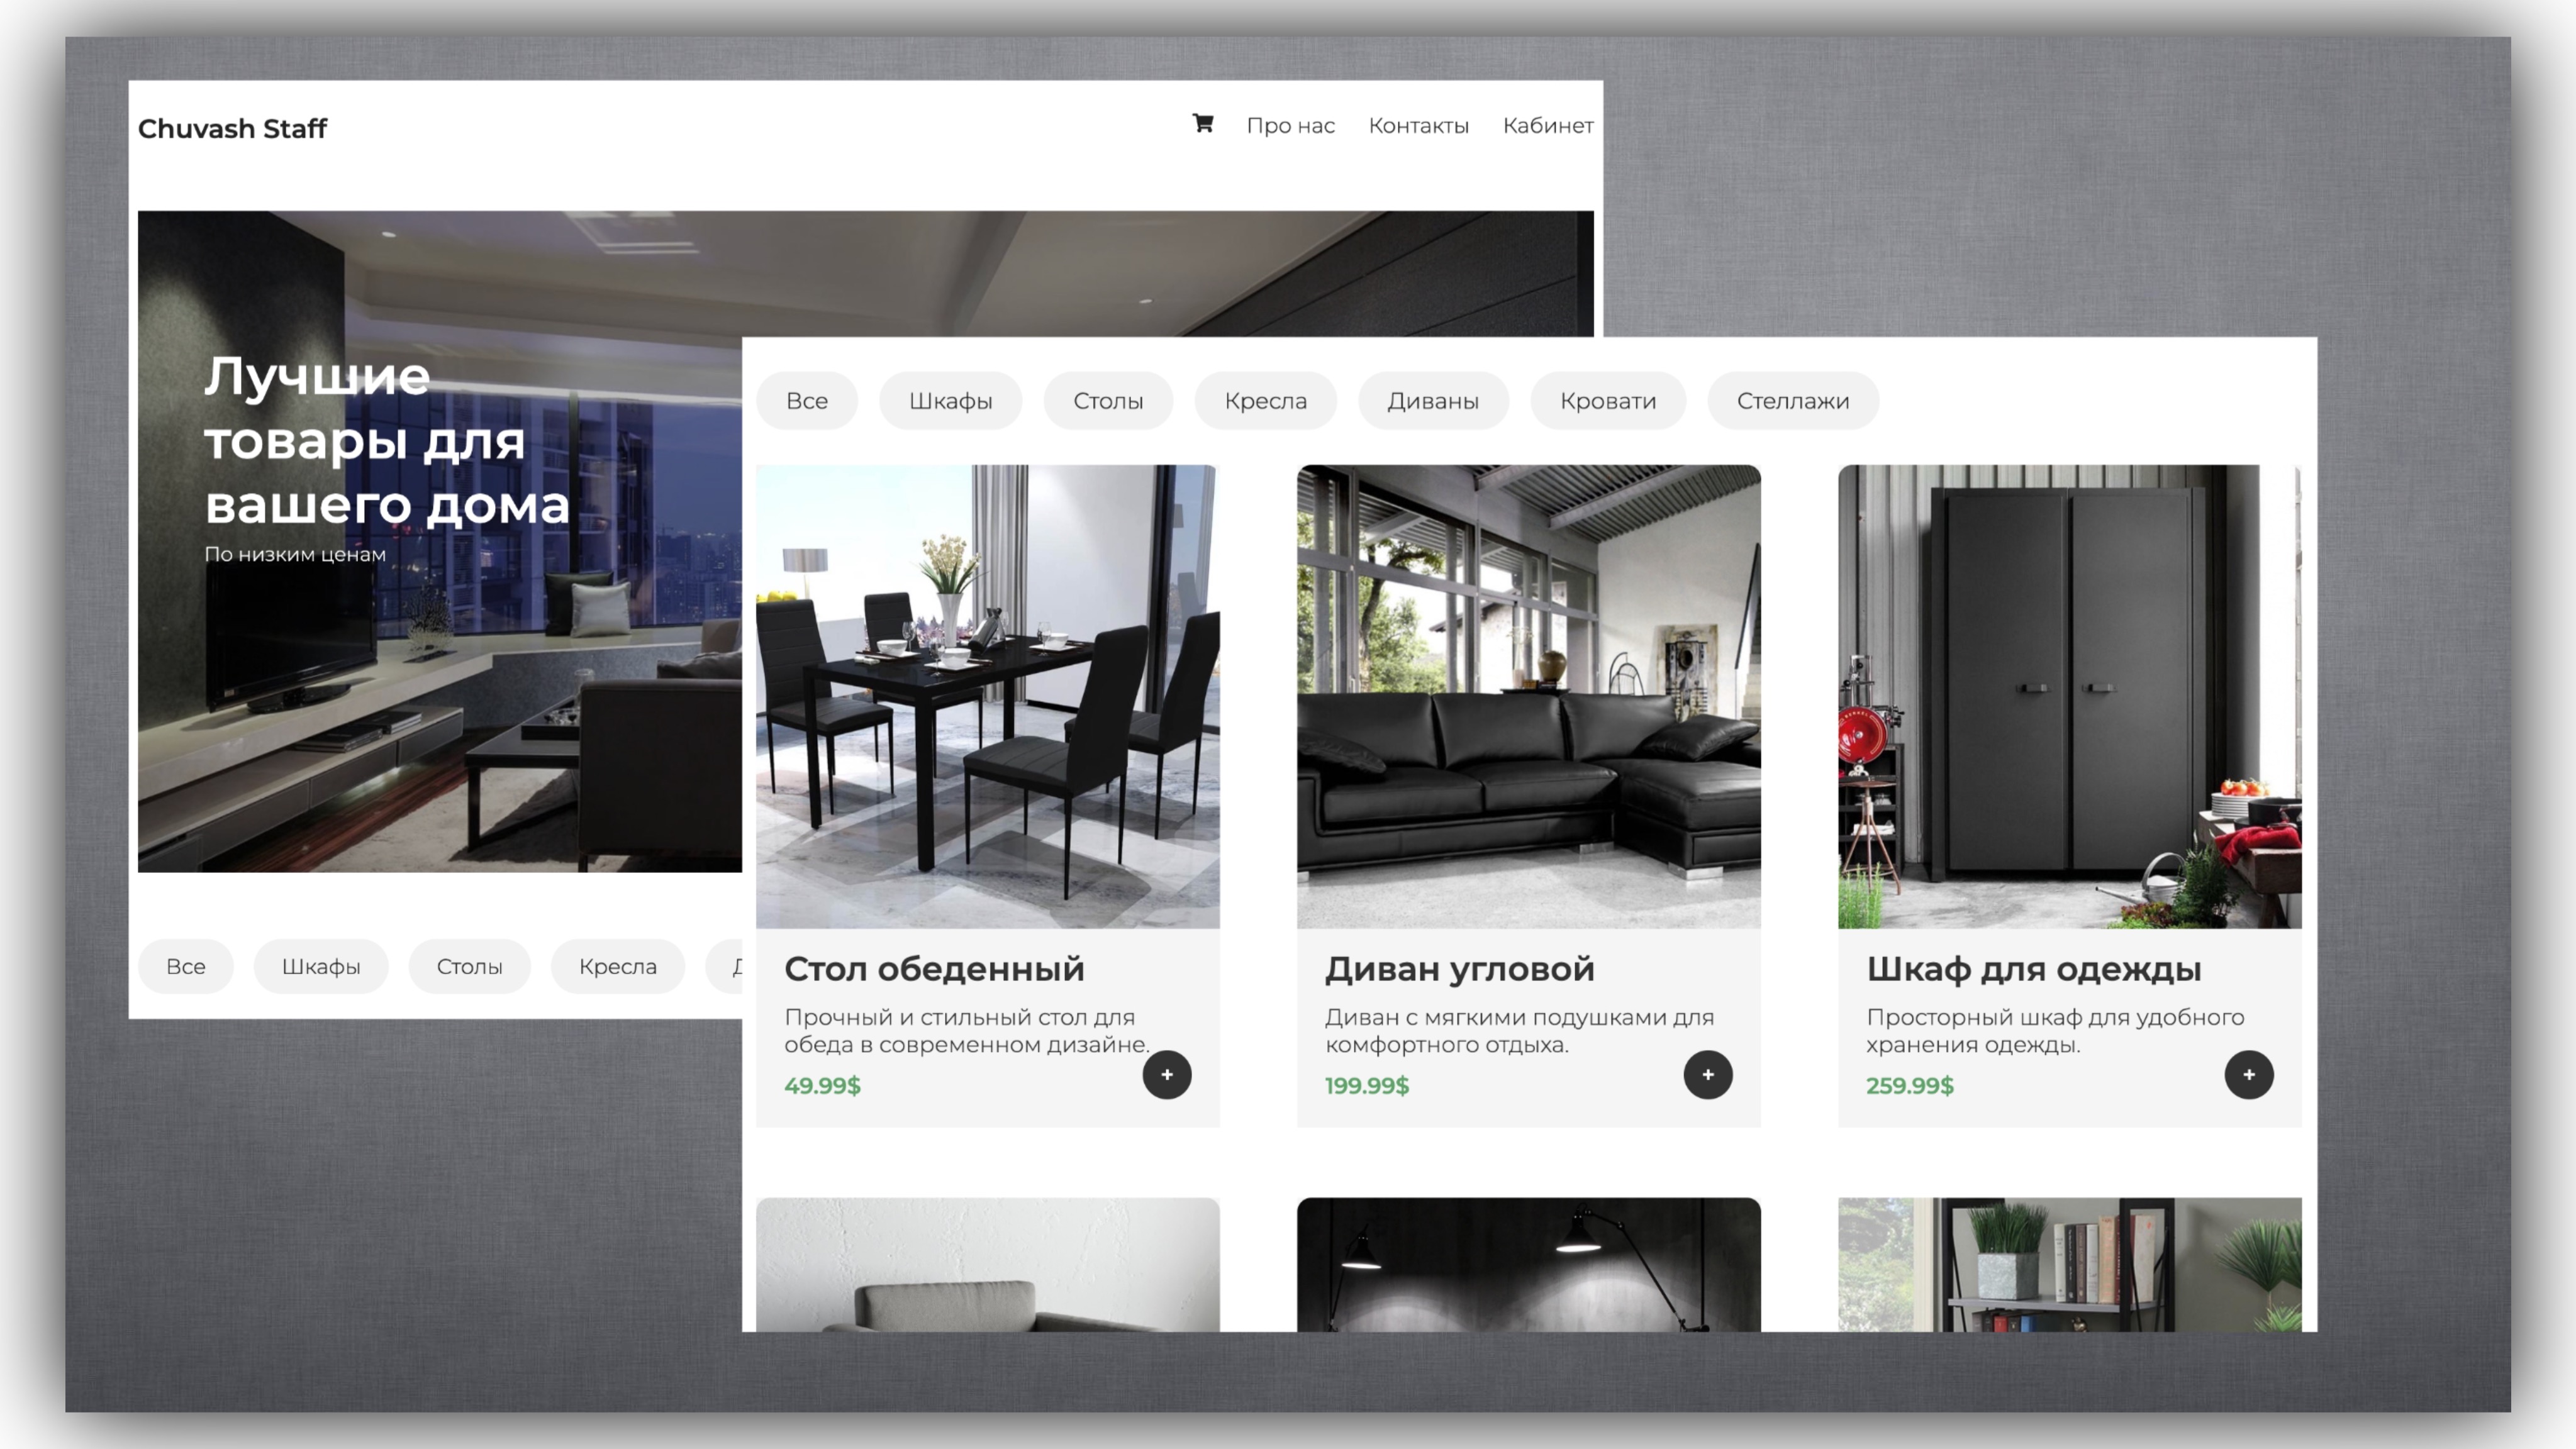 Chuvash Staff
Про нас Контакты Кабинет
Лучшие
товары для
вашего дома
По низким ценам
Все Шкафы Столы Кресла
Все Шкафы Столы Кресла Диваны Кровати Стеллажи
Стол обеденный
Прочный и стильный стол для
обеда в современном дизайне.
49.99$
+
Диван угловой
Диван с мягкими подушками для
комфортного отдыха.
199.99$
+
Шкаф для одежды
Просторный шкаф для удобного
хранения одежды.
259.99$
+